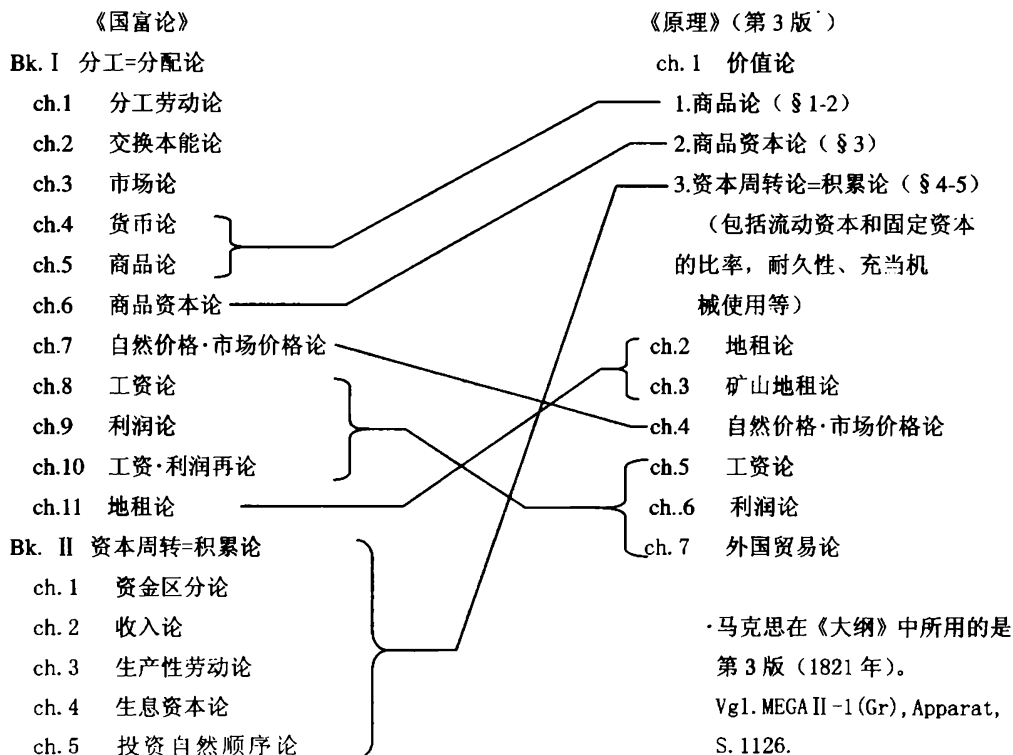 《国富论》
Bk. I 分工=分配论
ch.1 分工劳动论
ch.2 交换本能论
ch.3 市场论
ch.4 货币论
ch.5 商品论
ch.6 商品资本论
ch.7 自然价格·市场价格论
ch.8 工资论
ch.9 利润论
ch.10 工资·利润再论
ch.11 地租论
Bk. II 资本周转=积累论
ch. 1 资金区分论
ch. 2 收入论
ch. 3 生产性劳动论
ch. 4 生息资本论
ch. 5 投资自然顺序论
《原理》(第 3 版·)
ch. 1 价值论
1.商品论(§1-2)
2.商品资本论(§3)
3.资本周转论=积累论(§4-5)
(包括流动资本和固定资本
的比率，耐久性、充当机
械使用等)
ch.2 地租论
ch.3 矿山地租论
ch.4 自然价格·市场价格论
ch.5 工资论
ch..6 利润论
ch. 7 外国贸易论
·马克思在《大纲》中所用的是
第 3 版(1821 年)。
Vgl. MEGA II-1(Gr), Apparat,
S. 1126.